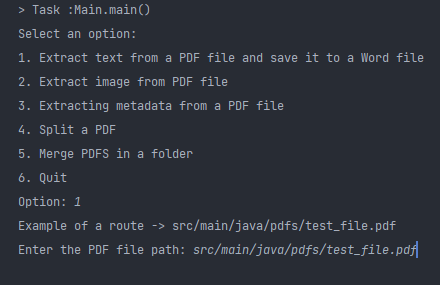 > Task :Main.main()
Select an option:
1. Extract text from a PDF file and save it to a Word file
2. Extract image from PDF file
3. Extracting metadata from a PDF file
4. Split a PDF
5. Merge PDFS in a folder
6. Quit
Option: 1
Example of a route -> src/main/java/pdfs/test_file.pdf
Enter the PDF file path: src/main/java/pdfs/test_file.pdf